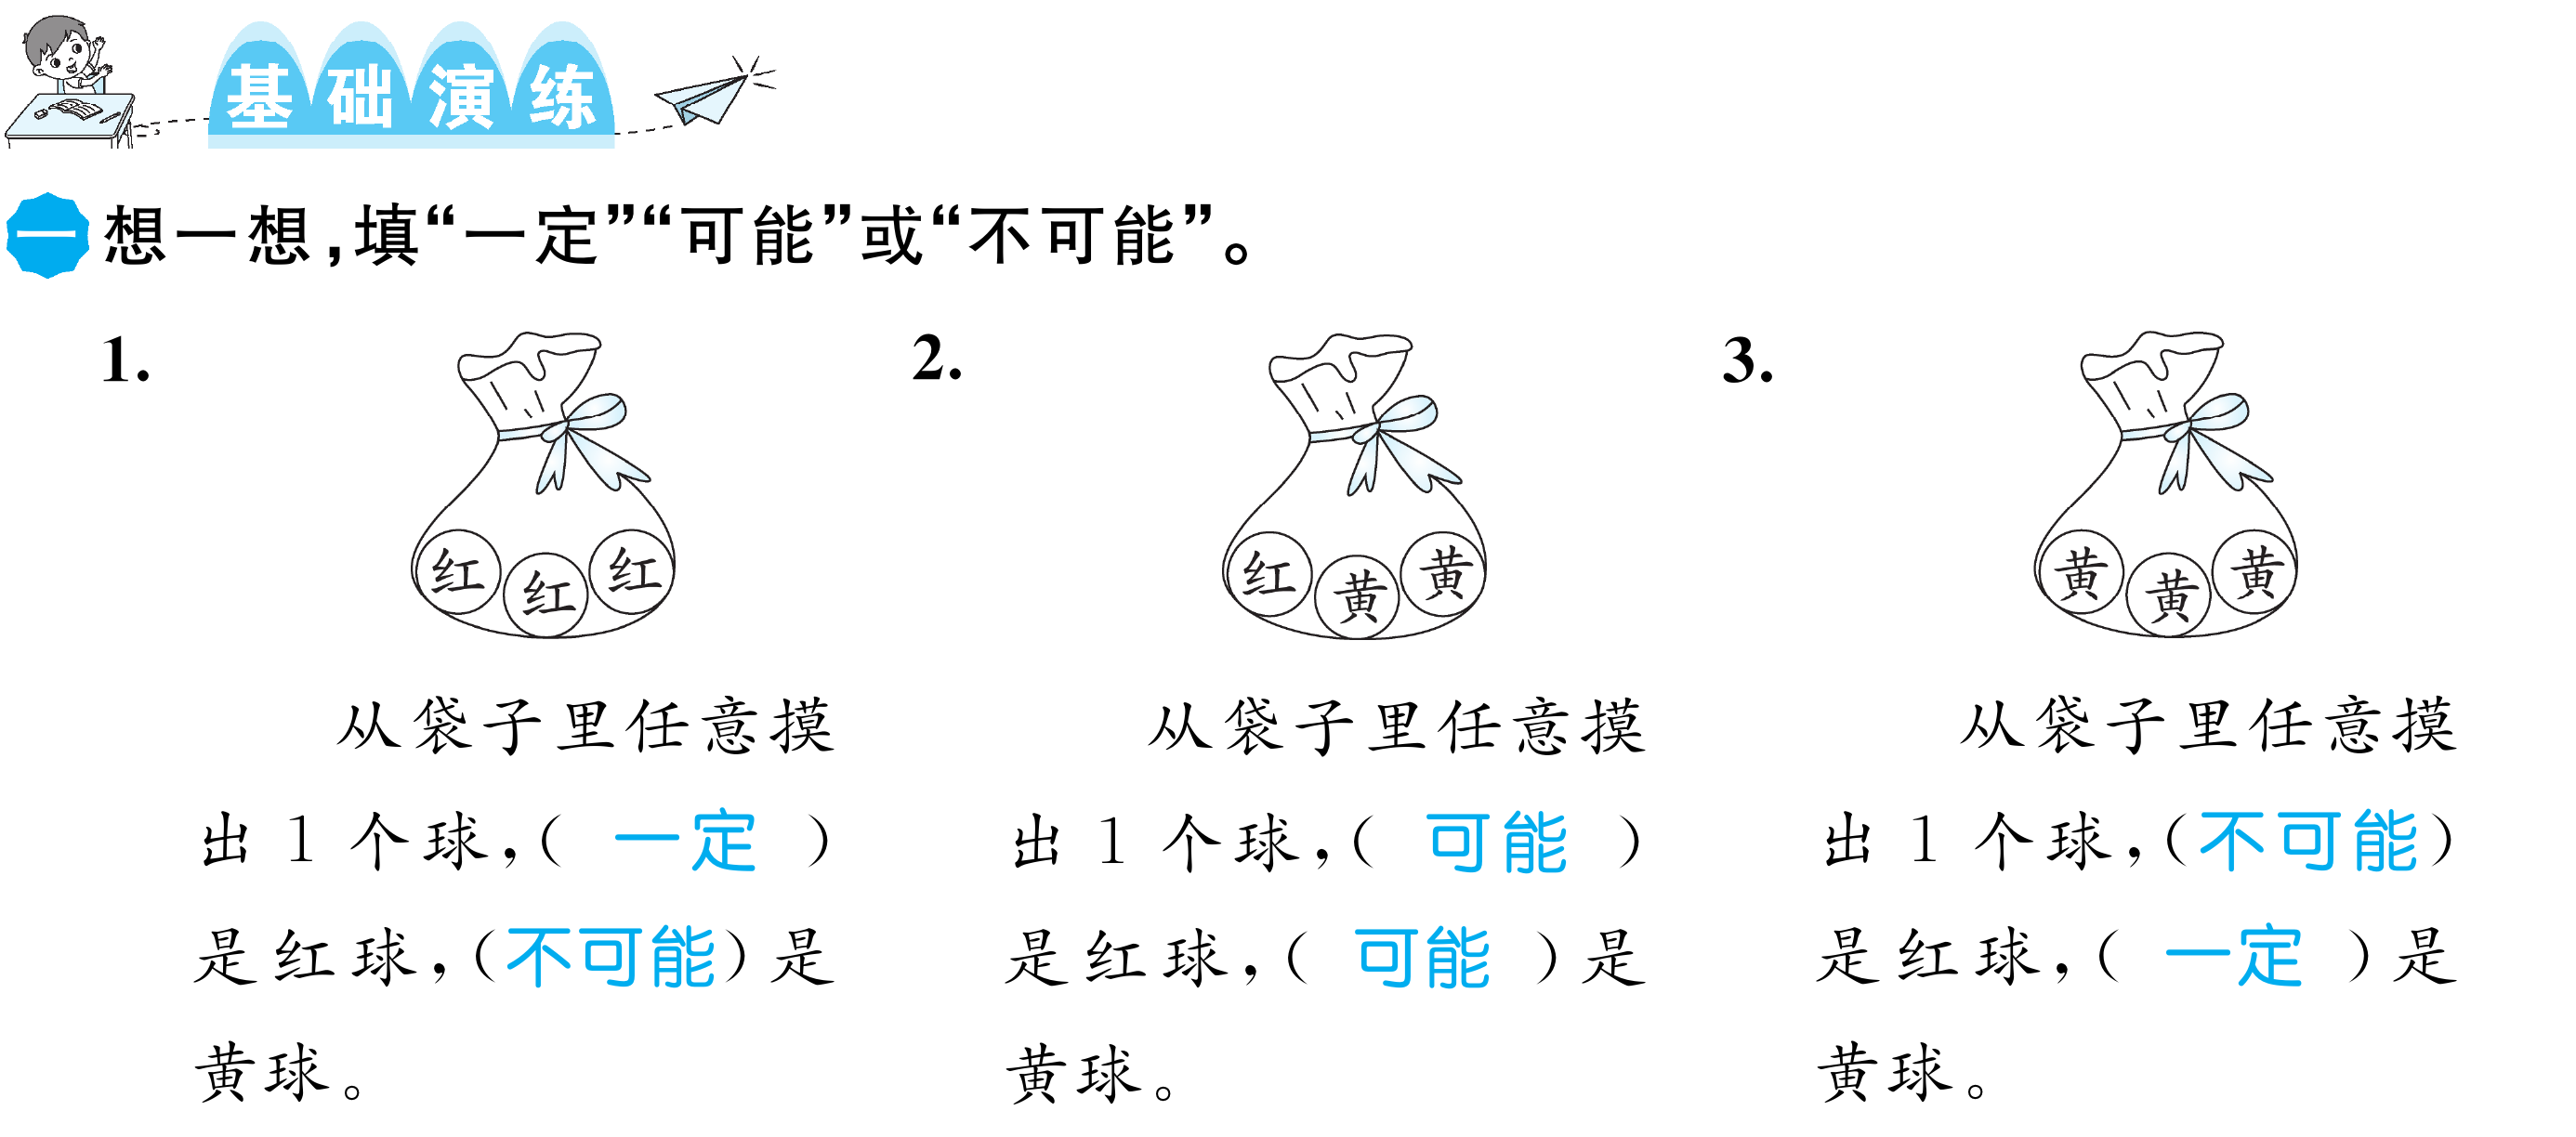 基础演练
一 想一想,填“一定”“可能”或“不可能”。
1.
红 红 红
从袋子里任意摸
出 1 个球,( 一定 )
是红球,(不可能)是
黄球。
2.
红 黄 黄
从袋子里任意摸
出 1 个球,( 可能 )
是红球,( 可能 )是
黄球。
3.
黄 黄 黄
从袋子里任意摸
出 1 个球,(不可能)
是红球,( 一定 )是
黄球。